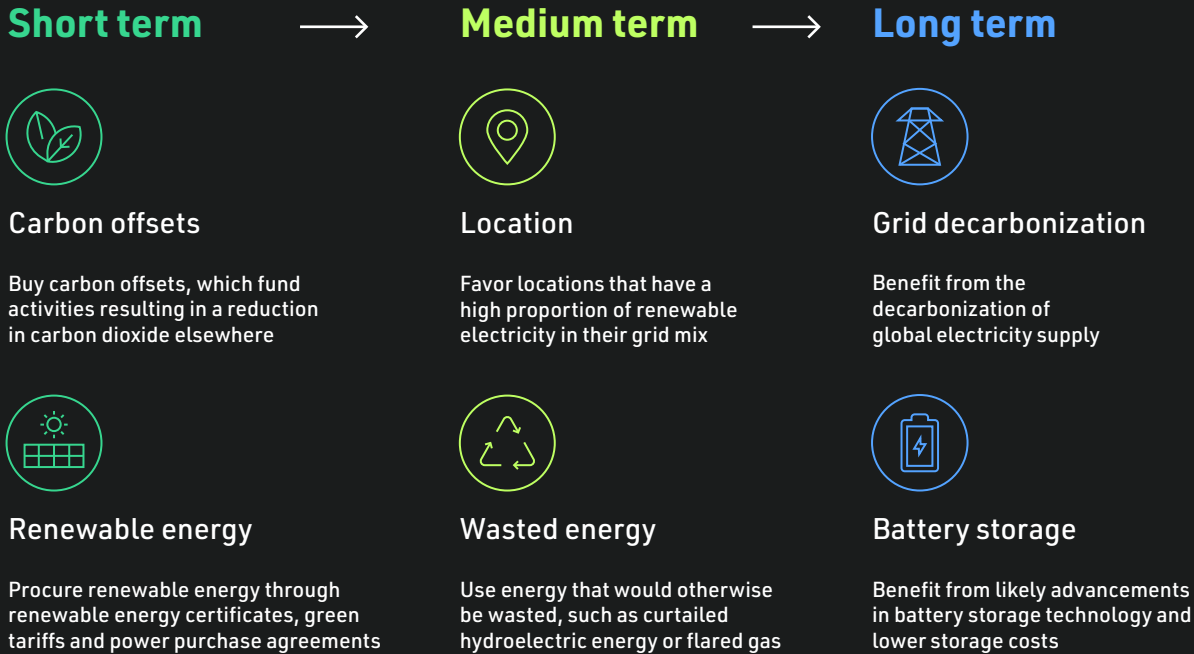 Short term
Medium term
Long term
Carbon offsets
Buy carbon offsets, which fund
activities resulting in a reduction
in carbon dioxide elsewhere
Location
Favor locations that have a
high proportion of renewable
electricity in their grid mix
Grid decarbonization
Benefit from the
decarbonization of
global electricity supply
Renewable energy
Procure renewable energy through
renewable energy certificates, green
tariffs and power purchase agreements
Wasted energy
Use energy that would otherwise
be wasted, such as curtailed
hydroelectric energy or flared gas
Battery storage
Benefit from likely advancements
in battery storage technology and
lower storage costs